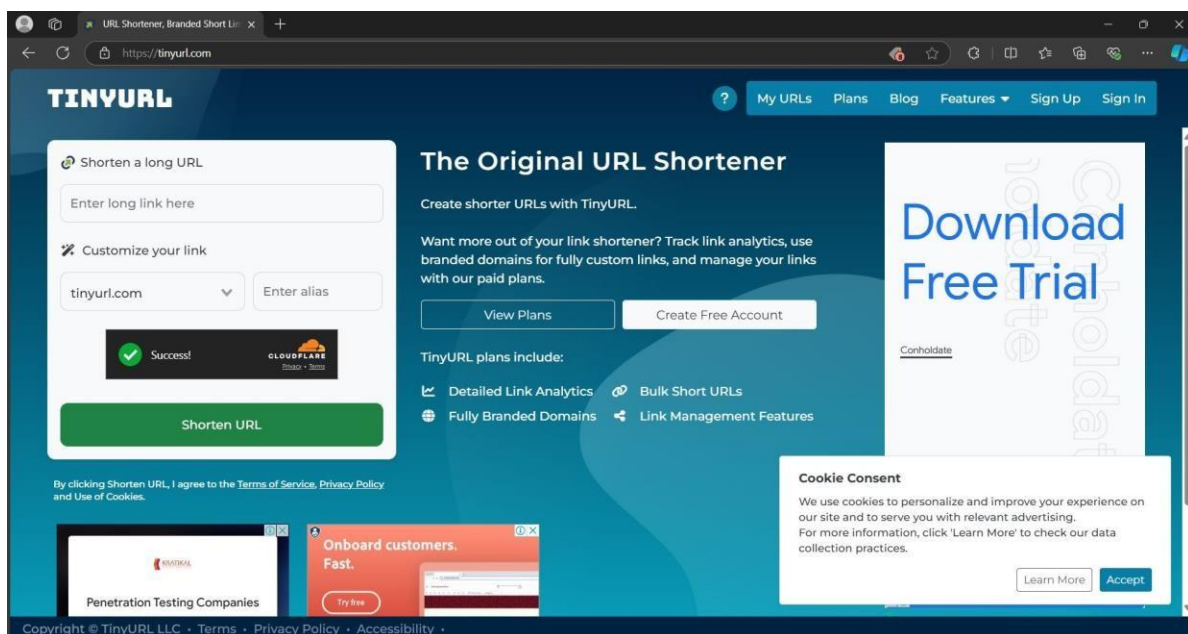 URL Shortener, Branded Short Lin
https://tinyurl.com
TINYURL
? My URLs Plans Blog Features Sign Up Sign In
Shorten a long URL
Enter long link here
Customize your link
tinyurl.com Enter alias
Success! CLOUDFLARE
Privacy • Terms
Shorten URL
By clicking Shorten URL, I agree to the Terms of Service, Privacy Policy
and Use of Cookies.
The Original URL Shortener
Create shorter URLs with TinyURL.
Want more out of your link shortener? Track link analytics, use
branded domains for fully custom links, and manage your links
with our paid plans.
View Plans Create Free Account
TinyURL plans include:
Detailed Link Analytics Bulk Short URLs
Fully Branded Domains Link Management Features
Download
Free Trial
Conholdate
Conholdate
KRATIKAL
Penetration Testing Companies
Onboard customers.
Fast.
Try free
Cookie Consent
We use cookies to personalize and improve your experience on
our site and to serve you with relevant advertising.
For more information, click 'Learn More' to check our data
collection practices.
Learn More Accept
Copyright © TinyURL LLC • Terms • Privacy Policy • Accessibility •